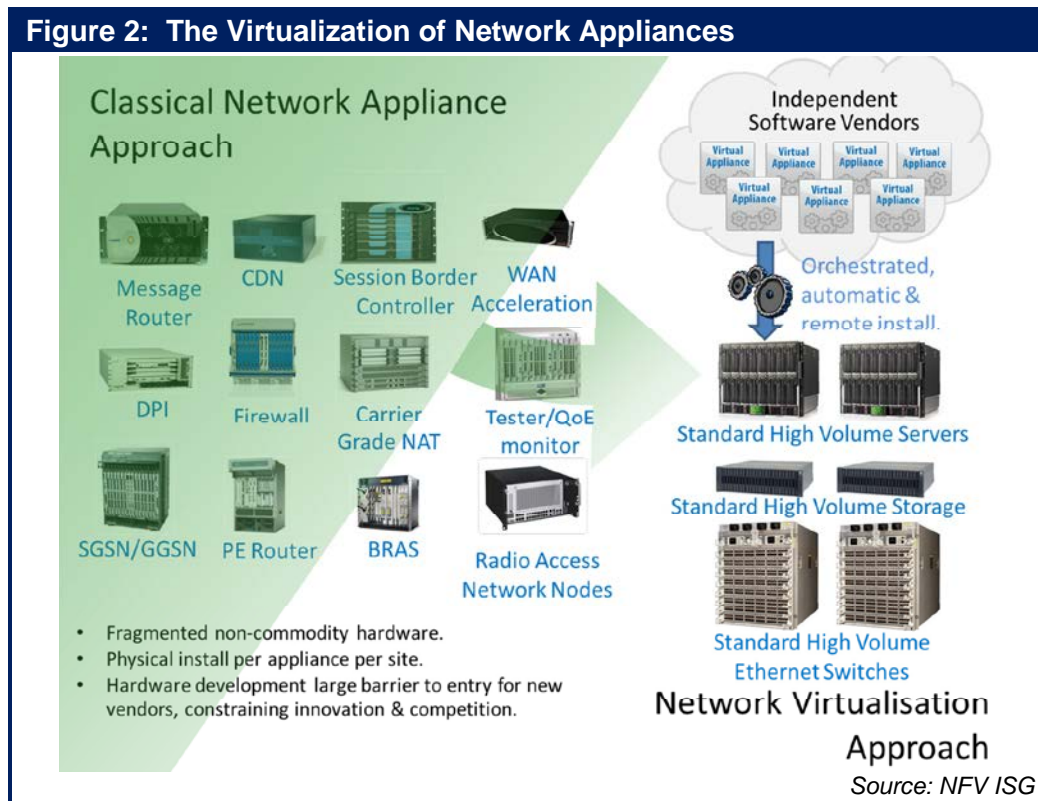 Figure 2: The Virtualization of Network Appliances
Classical Network Appliance
Approach
Message
Router
CDN
Session Border
Controller
WAN
Acceleration
DPI
Firewall
Carrier
Grade NAT
Tester/QoE
monitor
SGSN/GGSN
PE Router
BRAS
Radio Access
Network Nodes
• Fragmented non-commodity hardware.
• Physical install per appliance per site.
• Hardware development large barrier to entry for new
vendors, constraining innovation & competition.
Independent
Software Vendors
Virtual
Appliance
Virtual
Appliance
Virtual
Appliance
Virtual
Appliance
Virtual
Appliance
Virtual
Appliance
Virtual
Appliance
Orchestrated,
automatic &
remote install.
Standard High Volume Servers
Standard High Volume Storage
Standard High Volume
Ethernet Switches
Network Virtualisation
Approach
Source: NFV ISG